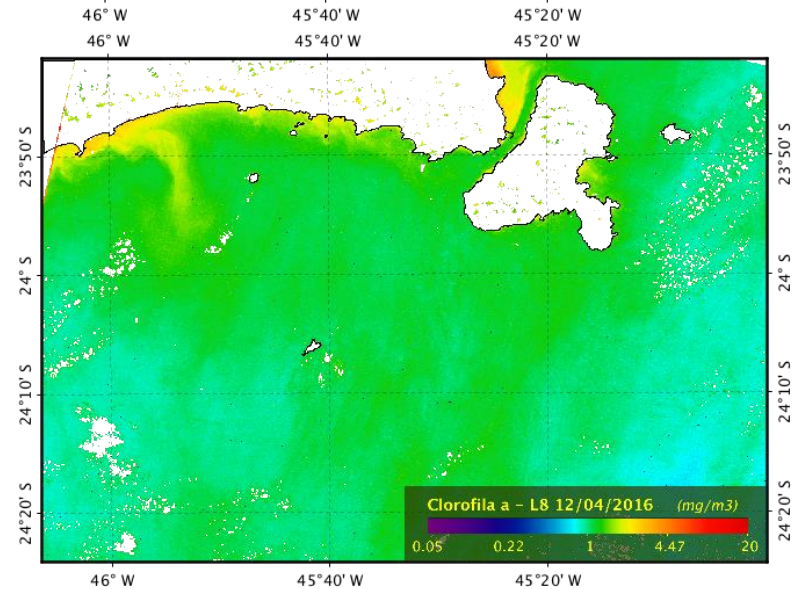 46° W 45°40' W 45°20' W
46° W 45°40' W 45°20' W
23°50' S 23°50' S
24° S 24° S
24°10' S 24°10' S
24°20' S 24°20' S
Clorofila a - L8 12/04/2016 (mg/m3)
0.05 0.22 1 4.47 20
46° W 45°40' W 45°20' W